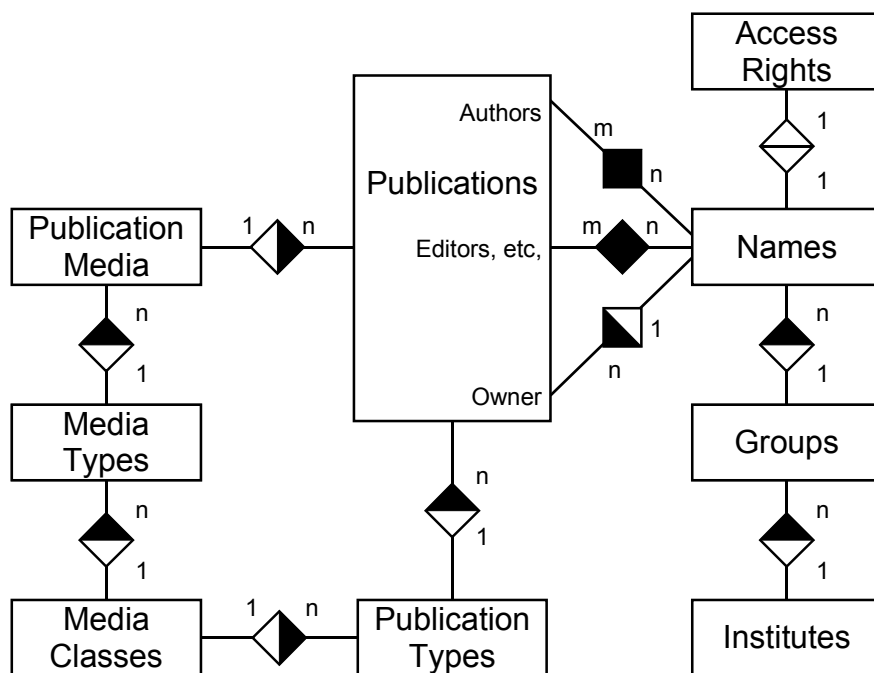 Access
Rights
Authors
m
1
Publications
n
1
Publication
Media
1
n
Editors, etc,
m
n
Names
n
1
n
1
n
1
Owner
Media
Types
Groups
n
n
n
1
1
1
Media
Classes
1
n
Publication
Types
Institutes